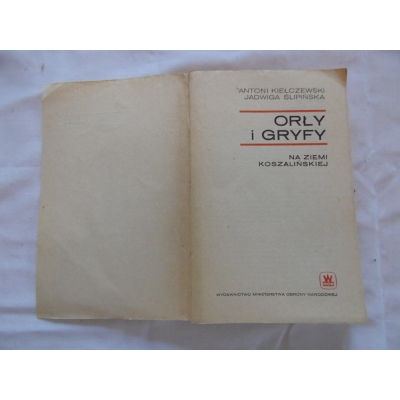 ANTONI KIEŁCZEWSKI
JADWIGA ŚLIPIŃSKA
ORŁY
i GRYFY
NA ZIEMI
KOSZALIŃSKIEJ
WYDAWNICTWO MINISTERSTWA OBRONY NARODOWEJ